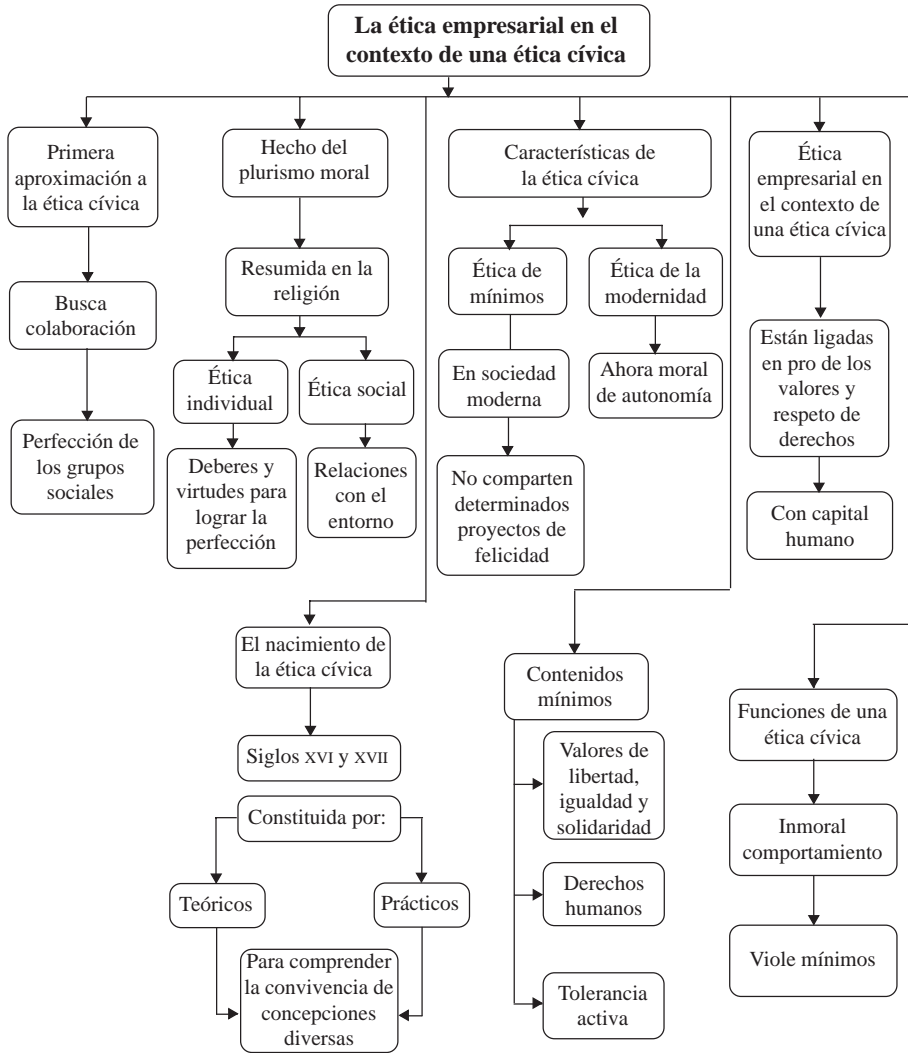 La ética empresarial en el
contexto de una ética cívica
Primera
aproximación a
la ética cívica
Busca
colaboración
Perfección de
los grupos
sociales
Hecho del
plurismo moral
Resumida en la
religión
Ética
individual
Deberes y
virtudes para
lograr la
perfección
Ética social
Relaciones
con el
entorno
Características de
la ética cívica
Ética de
mínimos
En sociedad
moderna
No comparten
determinados
proyectos de
felicidad
Ética de la
modernidad
Ahora moral
de autonomía
Ética
empresarial en
el contexto de
una ética cívica
Están ligadas
en pro de los
valores y
respeto de
derechos
Con capital
humano
El nacimiento de
la ética cívica
Siglos XVI y XVII
Constituida por:
Teóricos
Prácticos
Para comprender
la convivencia de
concepciones
diversas
Contenidos
mínimos
Valores de
libertad,
igualdad y
solidaridad
Derechos
humanos
Tolerancia
activa
Funciones de una
ética cívica
Inmoral
comportamiento
Viole mínimos